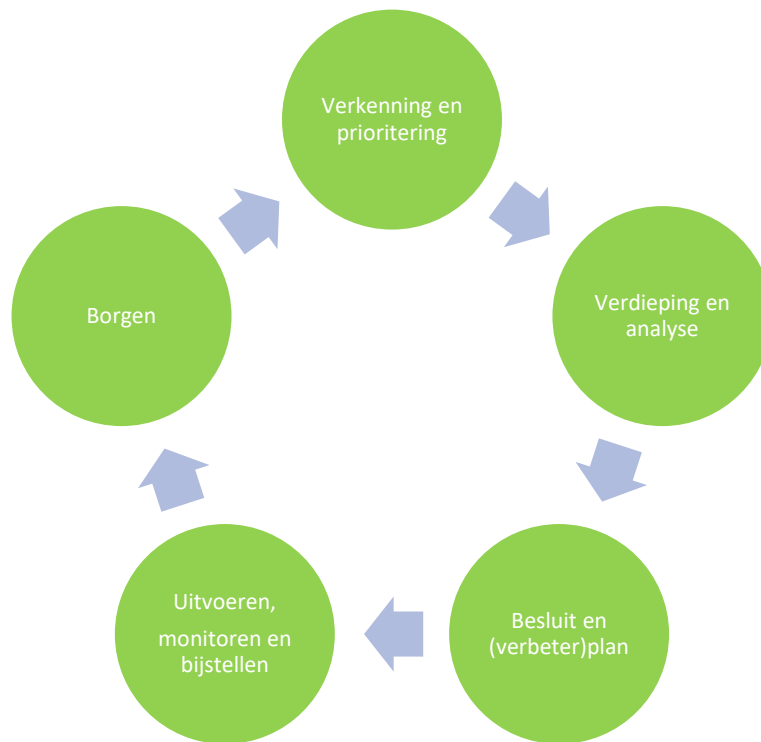 Verkenning en
prioritering
Verdieping en
analyse
Besluit en
(verbeter)plan
Uitvoeren,
monitoren en
bijstellen
Borgen